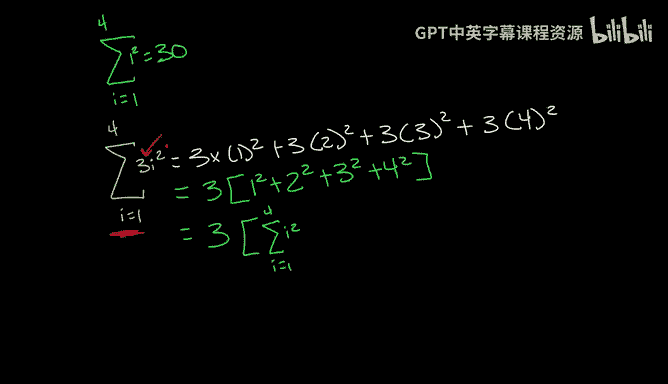 GPT中英字幕课程资源 bilibili
4
∑ i² = 30
i=1
4
∑ 3i² = 3×(1)² + 3(2)² + 3(3)² + 3(4)²
i=1
= 3[1² + 2² + 3² + 4²]
4
= 3[∑ i²
i=1